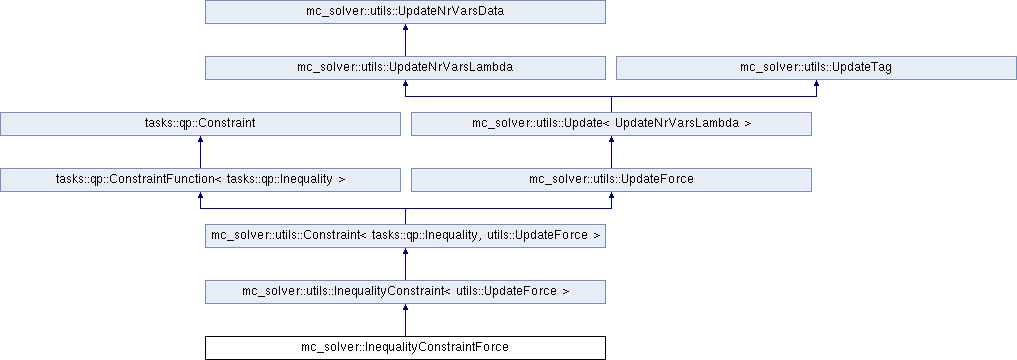 mc_solver::utils::UpdateNrVarsData
mc_solver::utils::UpdateNrVarsLambda
mc_solver::utils::UpdateTag
tasks::qp::Constraint
mc_solver::utils::Update< UpdateNrVarsLambda >
tasks::qp::ConstraintFunction< tasks::qp::Inequality >
mc_solver::utils::UpdateForce
mc_solver::utils::Constraint< tasks::qp::Inequality, utils::UpdateForce >
mc_solver::utils::InequalityConstraint< utils::UpdateForce >
mc_solver::InequalityConstraintForce